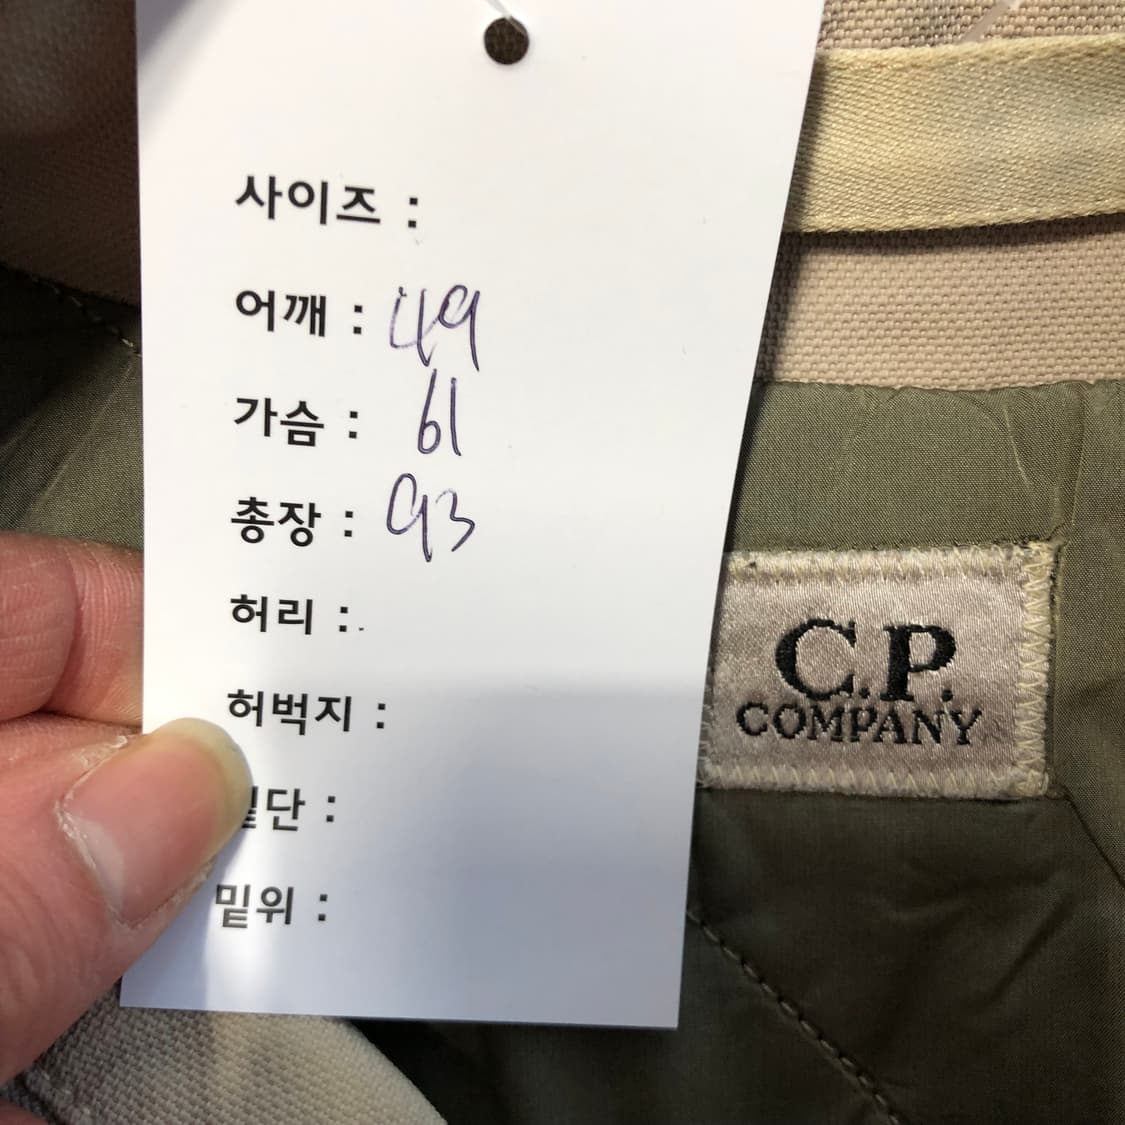 사이즈 :
어깨 : 49
가슴 : 61
총장 : 93
허리 :
허벅지 :
밑단 :
밑위 :
C.P.
COMPANY